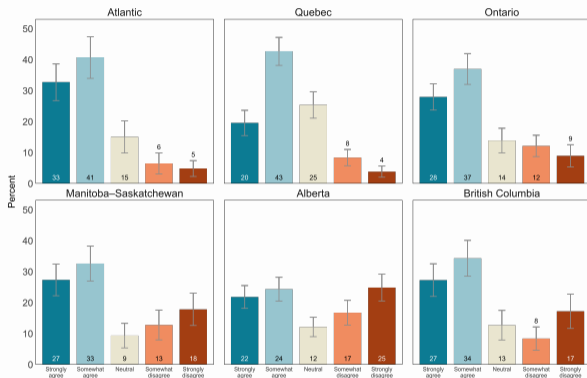 Atlantic
Quebec
Ontario
50
40
30
20
10
0
33
41
15
6
5
20
43
25
8
4
28
37
14
12
9
Percent
Manitoba–Saskatchewan
Alberta
British Columbia
50
40
30
20
10
0
27
33
9
13
18
22
24
12
17
25
27
34
13
8
17
Strongly agree
Somewhat agree
Neutral
Somewhat disagree
Strongly disagree
Strongly agree
Somewhat agree
Neutral
Somewhat disagree
Strongly disagree
Strongly agree
Somewhat agree
Neutral
Somewhat disagree
Strongly disagree